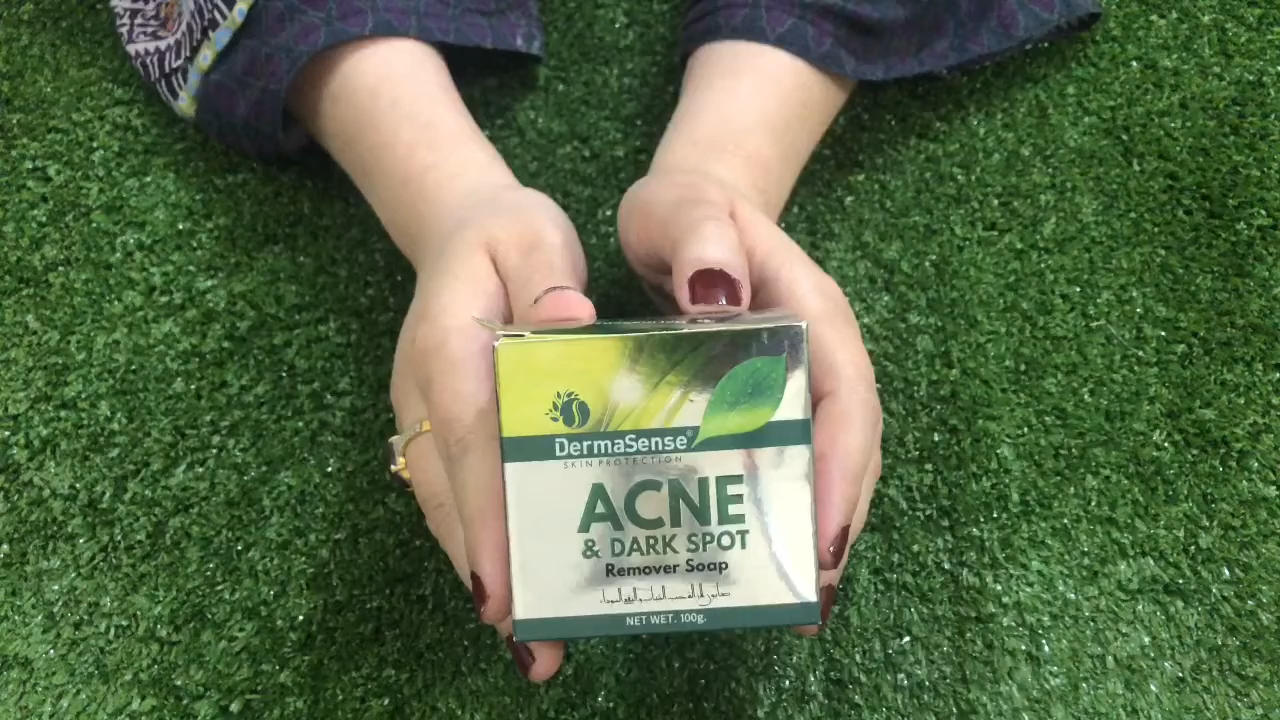 DermaSense®
SKIN PROTECTION
ACNE
& DARK SPOT
Remover Soap
NET WET. 100g.